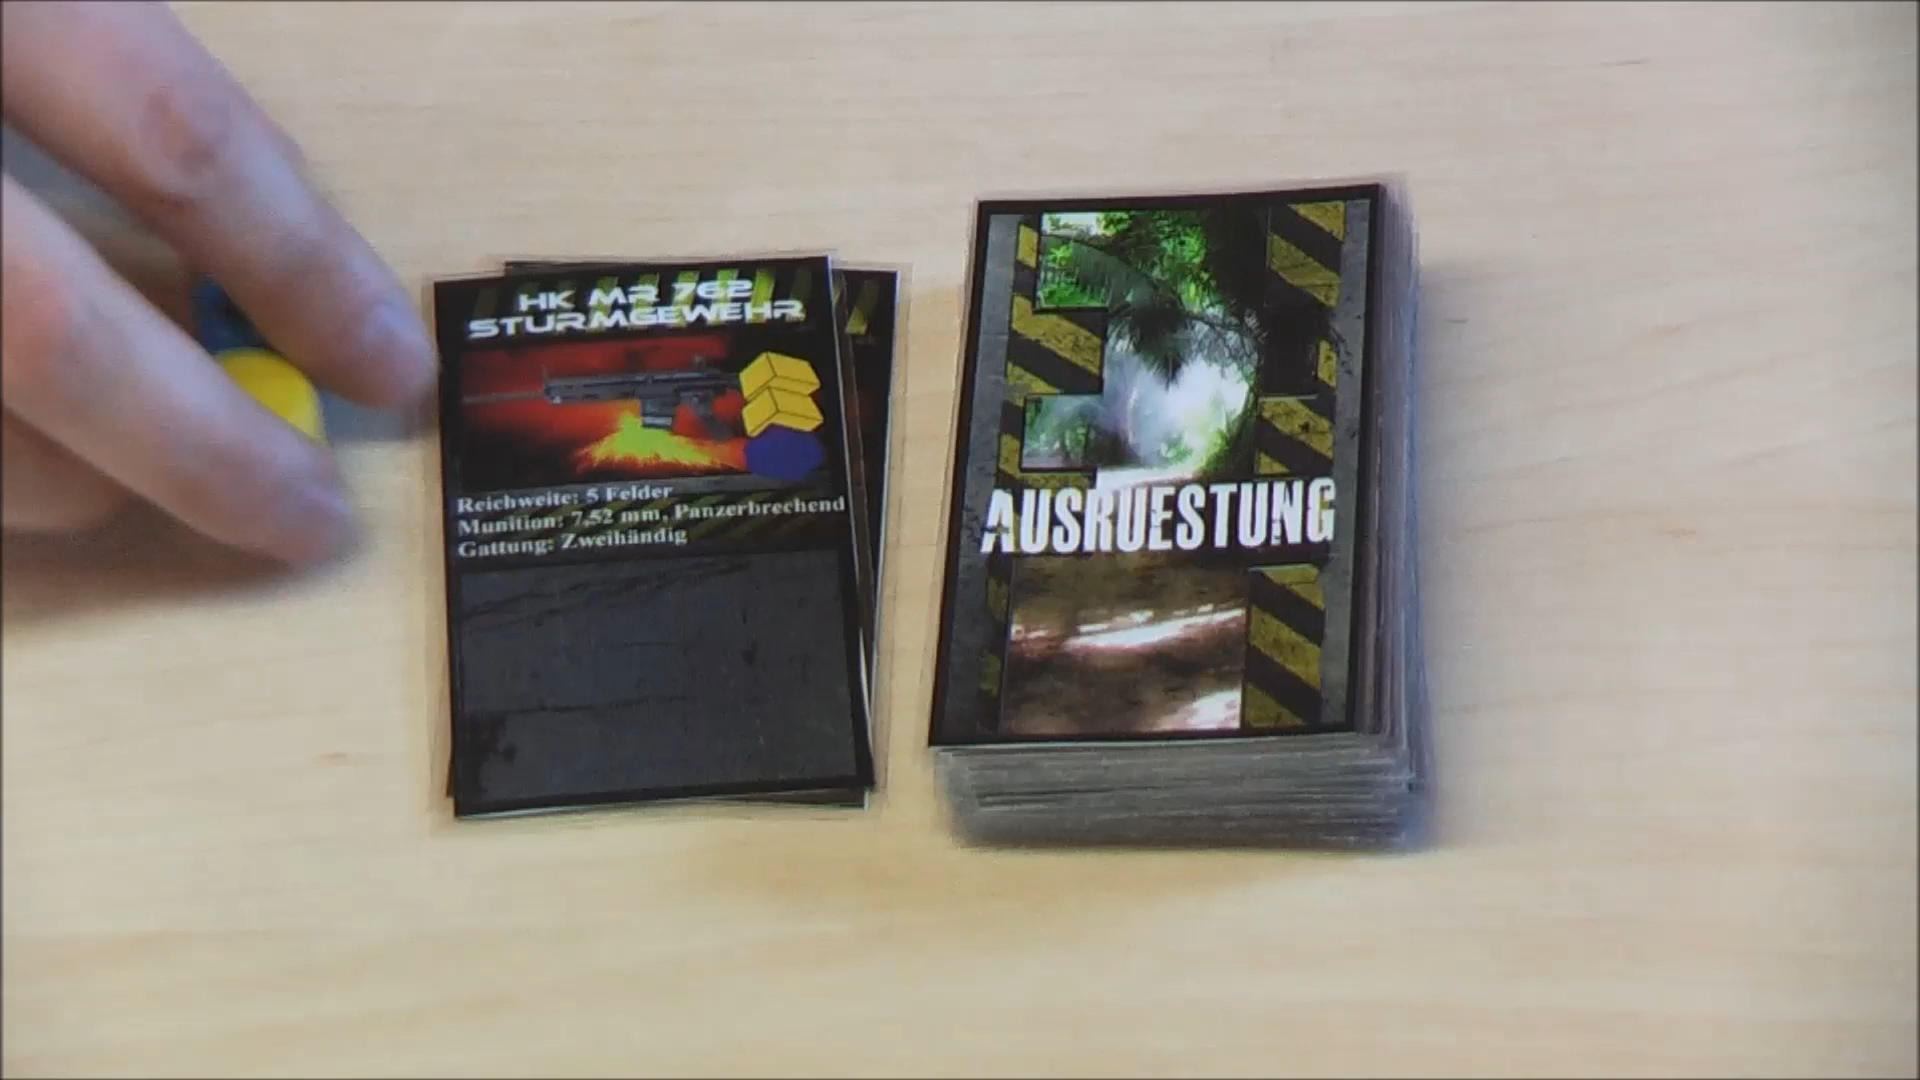 HK MR 762
STURMGEWEHR
Reichweite: 5 Felder
Munition: 7,52 mm, Panzerbrechend
Gattung: Zweihändig
AUSRUESTUNG